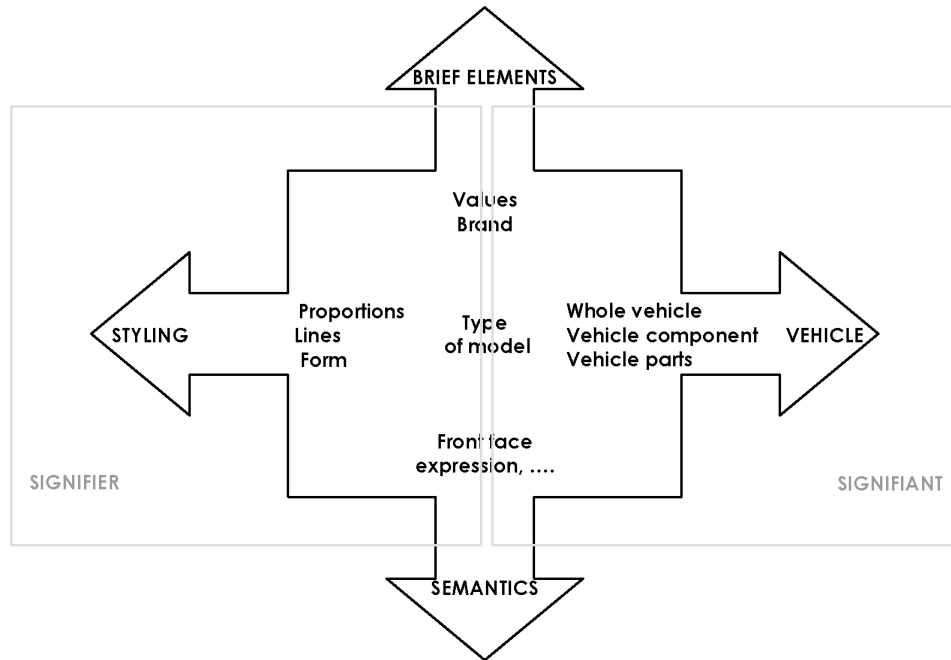 BRIEF ELEMENTS
Values
Brand
STYLING
Proportions
Lines
Form
Type
of model
Whole vehicle
Vehicle component
Vehicle parts
VEHICLE
Front face
expression, ....
SIGNIFIER
SIGNIFIANT
SEMANTICS